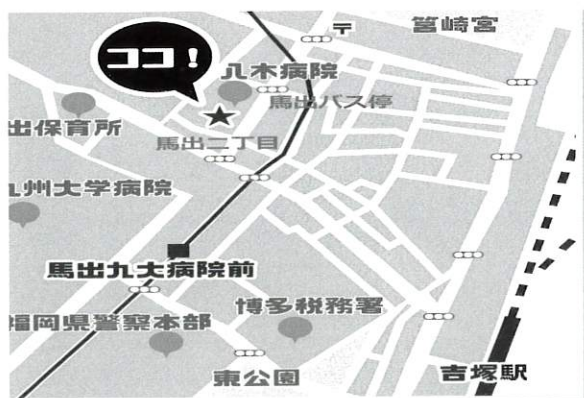 〒
筥崎宮
ココ！
八木病院
馬出バス停
出保育所
馬出二丁目
九州大学病院
馬出九大病院前
福岡県警察本部
博多税務署
東公園
吉塚駅